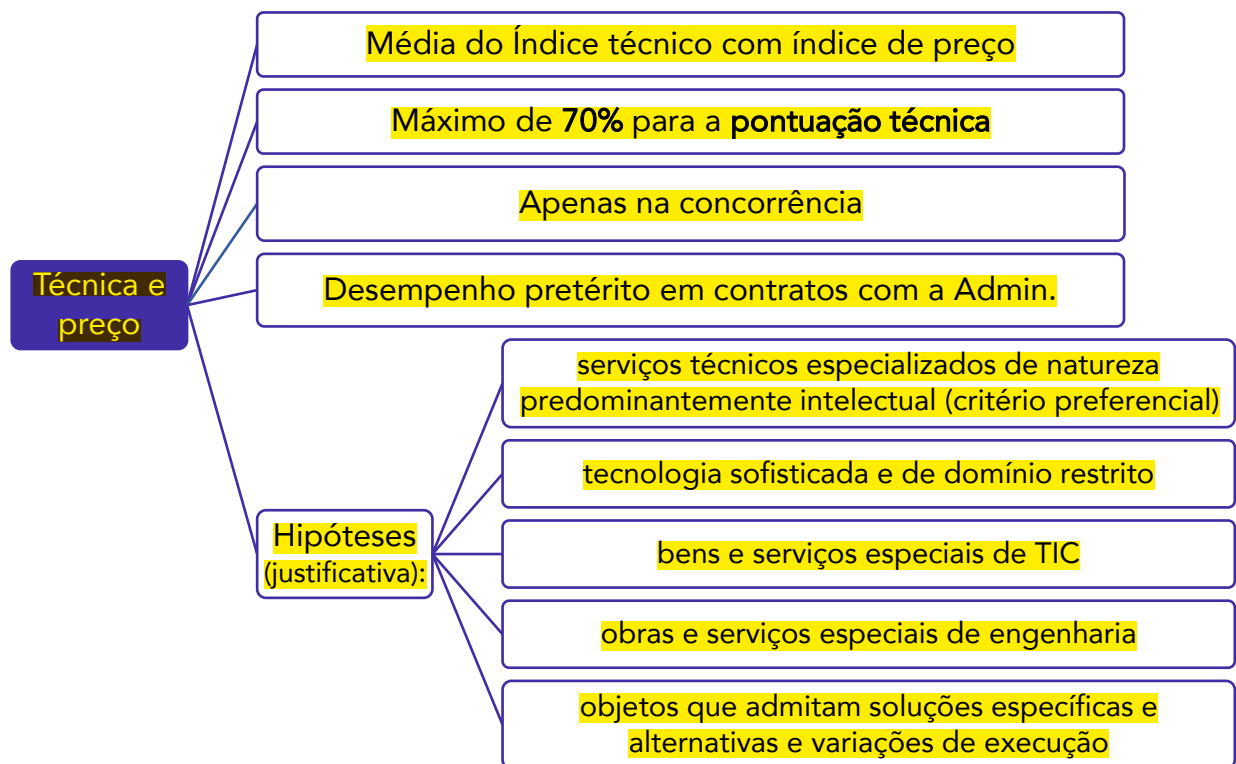 Média do Índice técnico com índice de preço
Máximo de 70% para a pontuação técnica
Apenas na concorrência
Técnica e
preço
Desempenho pretérito em contratos com a Admin.
Hipóteses
(justificativa):
serviços técnicos especializados de natureza
predominantemente intelectual (critério preferencial)
tecnologia sofisticada e de domínio restrito
bens e serviços especiais de TIC
obras e serviços especiais de engenharia
objetos que admitam soluções específicas e
alternativas e variações de execução